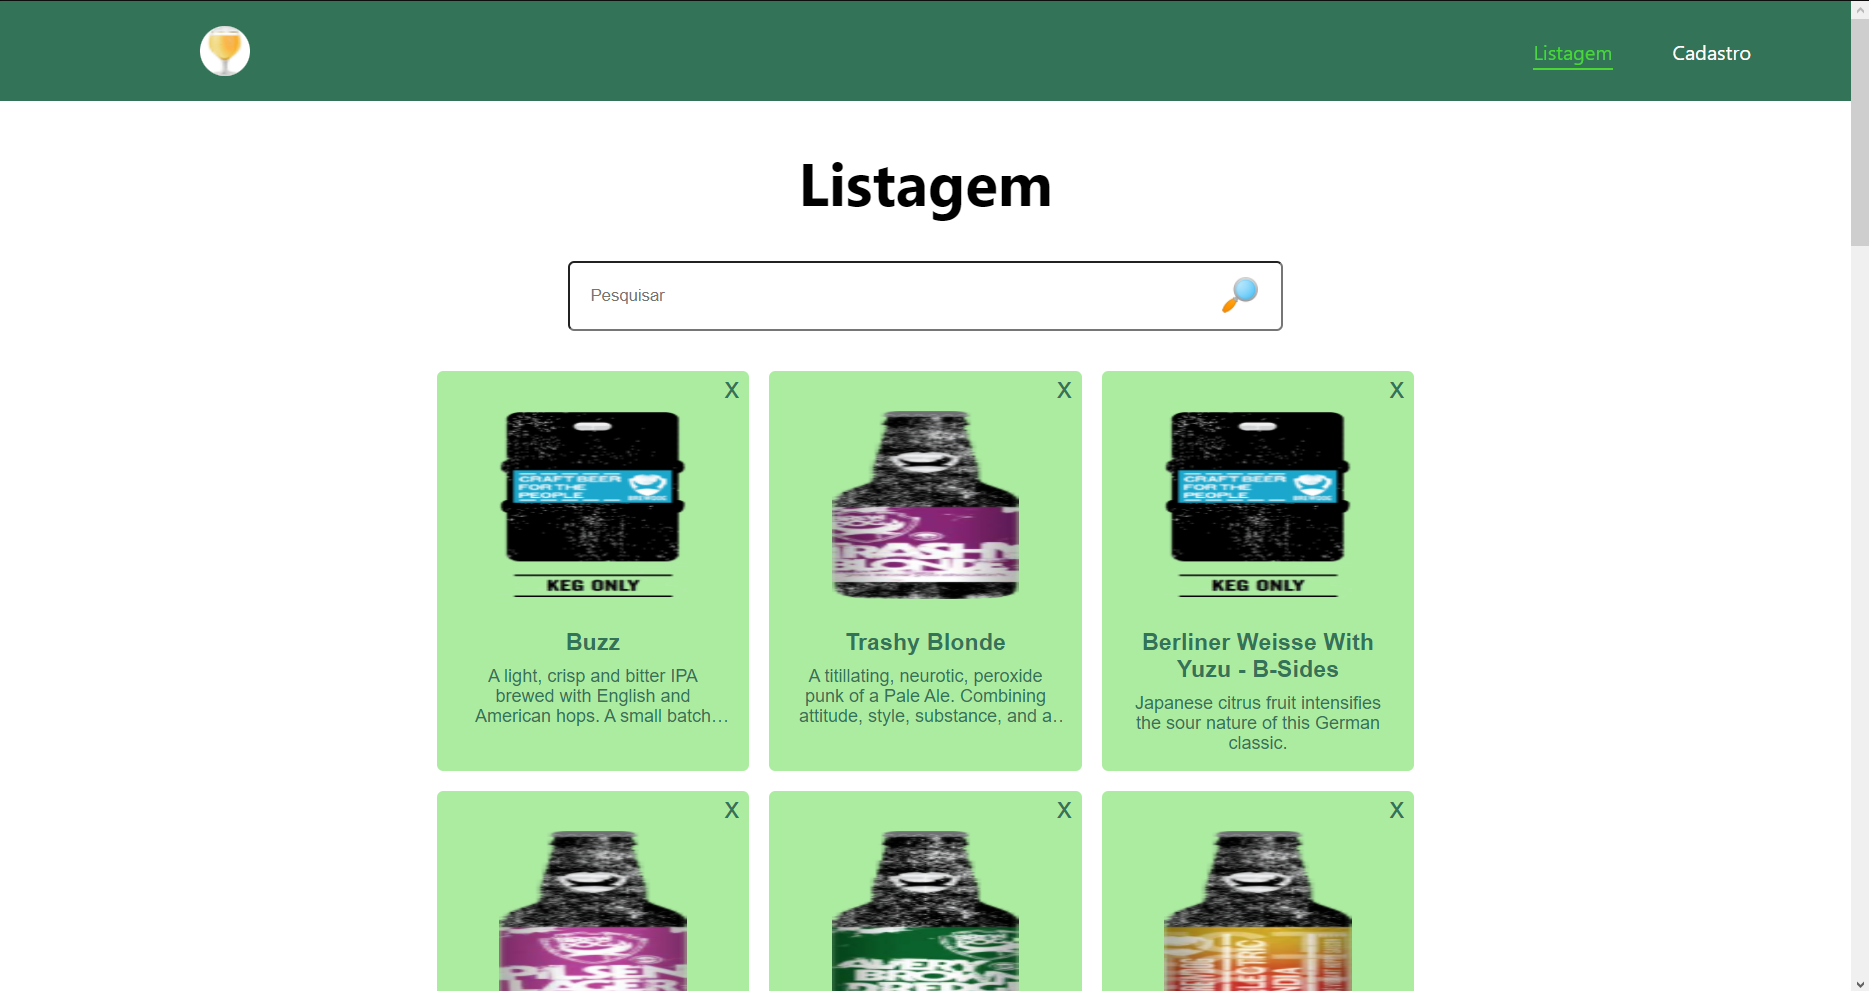 Listagem
Cadastro
Listagem
Pesquisar
X
X
X
CRAFT BEER
FOR THE
PEOPLE
BREWDOG
KEG ONLY
TRASHY
BLONDE
CRAFT BEER
FOR THE
PEOPLE
BREWDOG
KEG ONLY
Buzz
A light, crisp and bitter IPA
brewed with English and
American hops. A small batch…
Trashy Blonde
A titillating, neurotic, peroxide
punk of a Pale Ale. Combining
attitude, style, substance, and a..
Berliner Weisse With
Yuzu - B-Sides
Japanese citrus fruit intensifies
the sour nature of this German
classic.
X
X
X
PILSEN
LAGER
AVERY
BROWN
DREDGE
ELECTRIC
INDIA